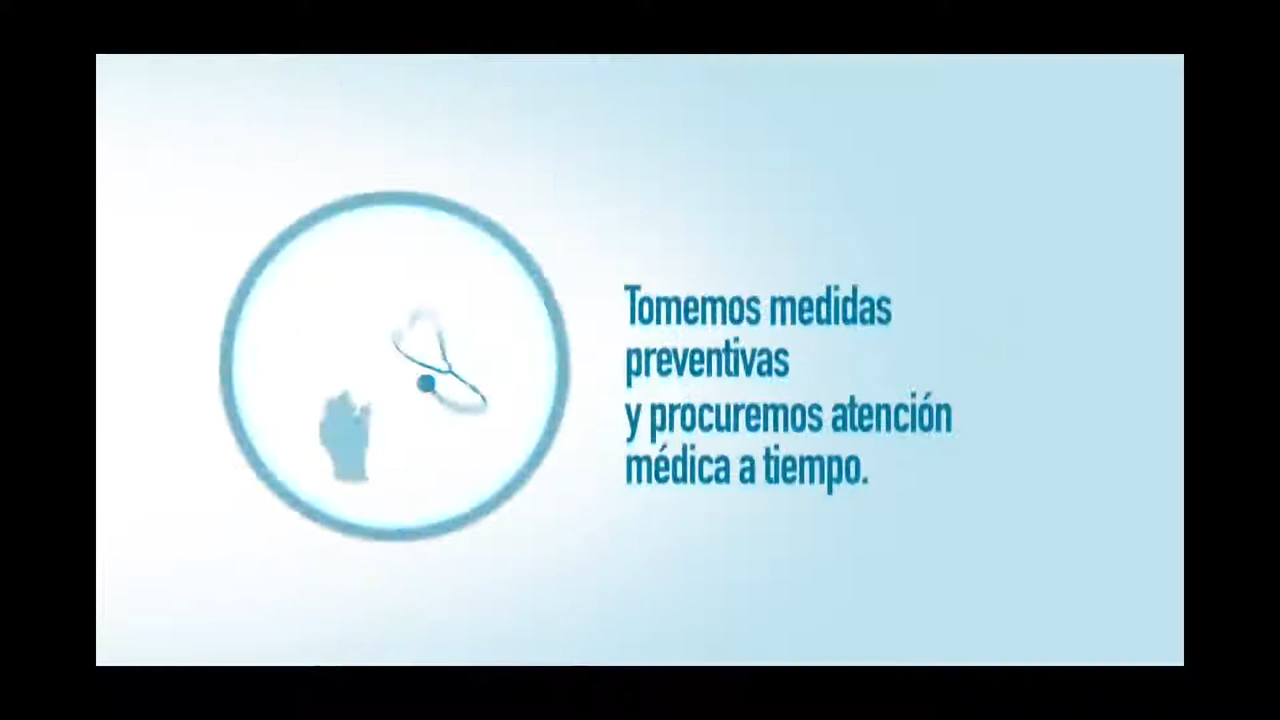 Tomemos medidas
preventivas
y procuremos atención
médica a tiempo.